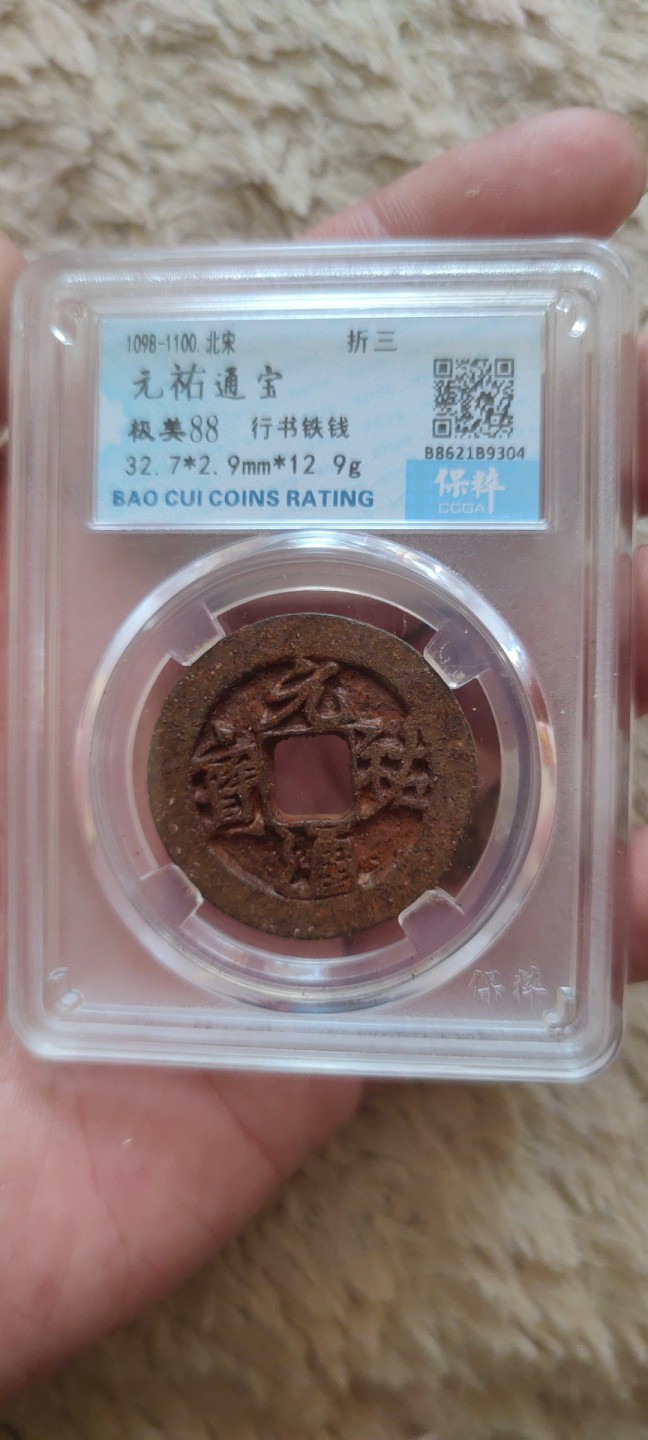 1098-1100.北宋 折三
元祐通宝
极美88 行书铁钱
B8621B9304
32.7*2.9mm*12 9g
保粹
CCGA
BAO CUI COINS RATING
元祐通寶
保粹